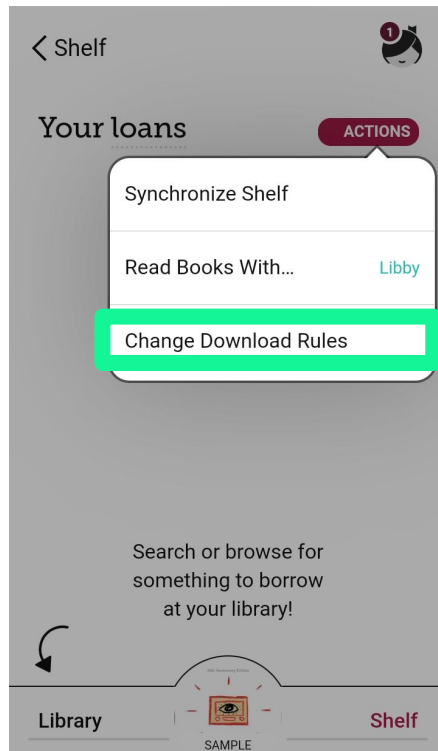 Shelf
1
Your loans
ACTIONS
Synchronize Shelf
Read Books With... Libby
Change Download Rules
Search or browse for
something to borrow
at your library!
Library
SAMPLE
Shelf